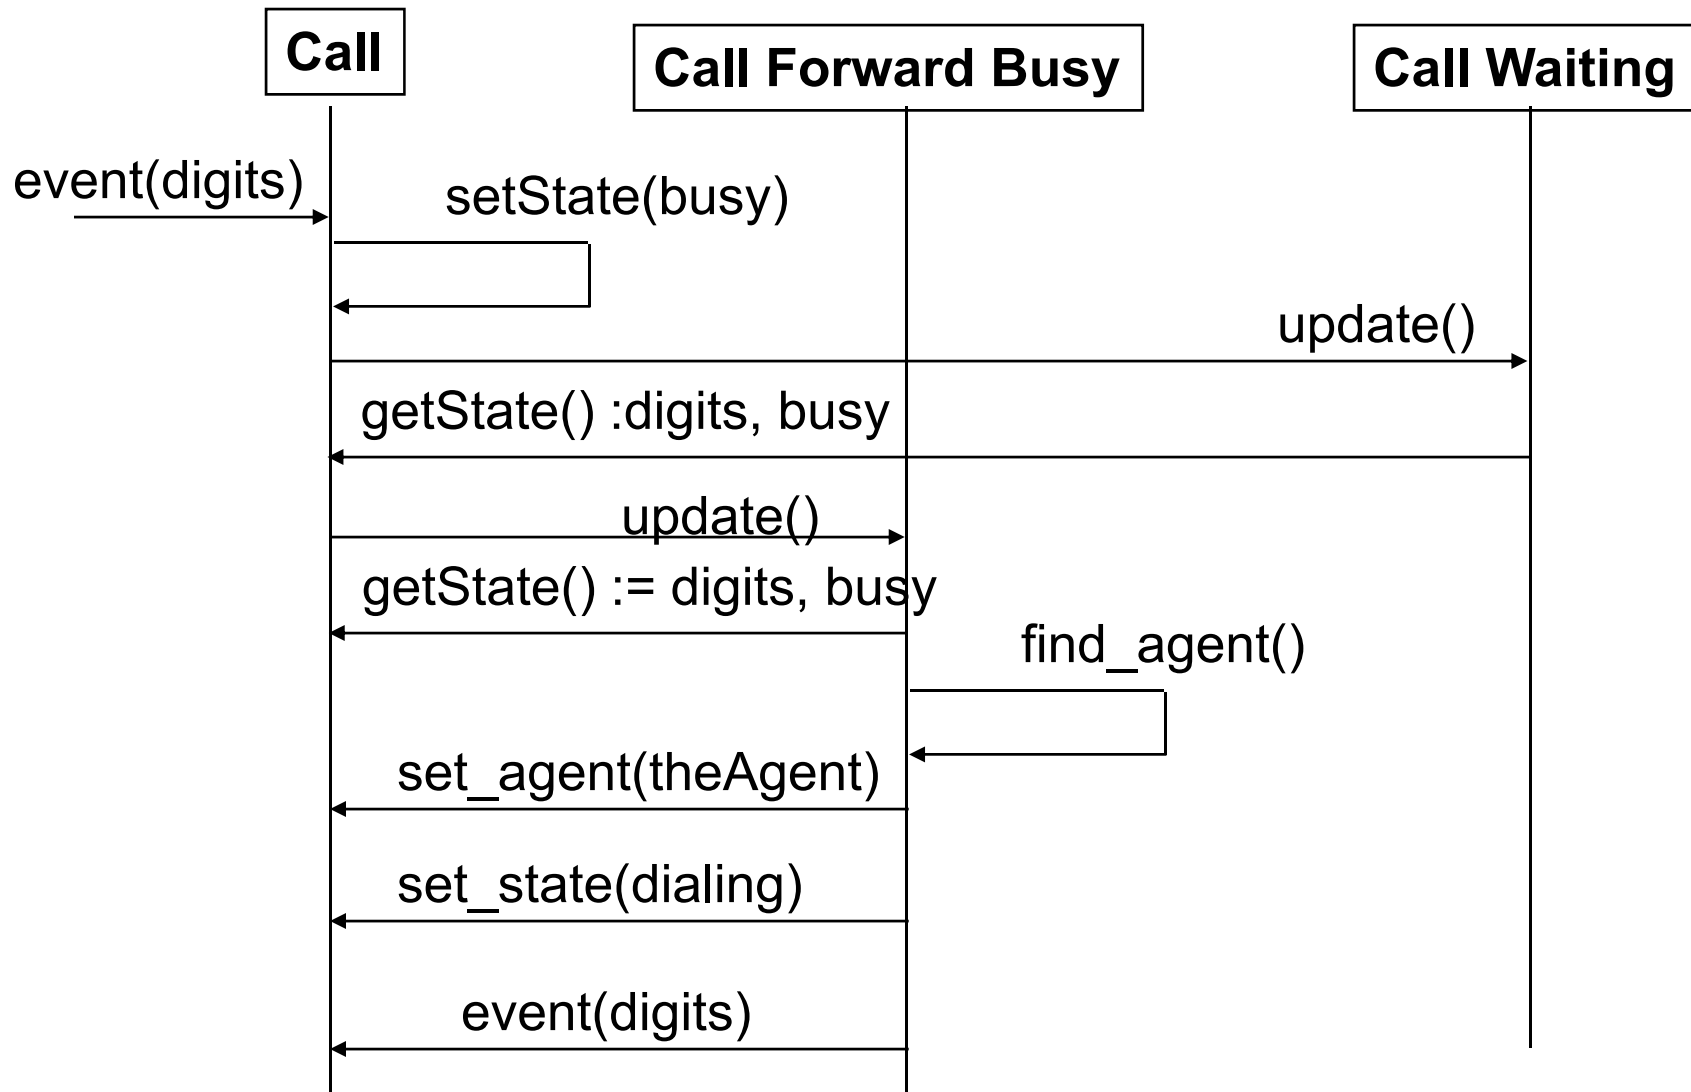 Call
Call Forward Busy
Call Waiting
event(digits)
setState(busy)
update()
getState() :digits, busy
update()
getState() := digits, busy
find_agent()
set_agent(theAgent)
set_state(dialing)
event(digits)